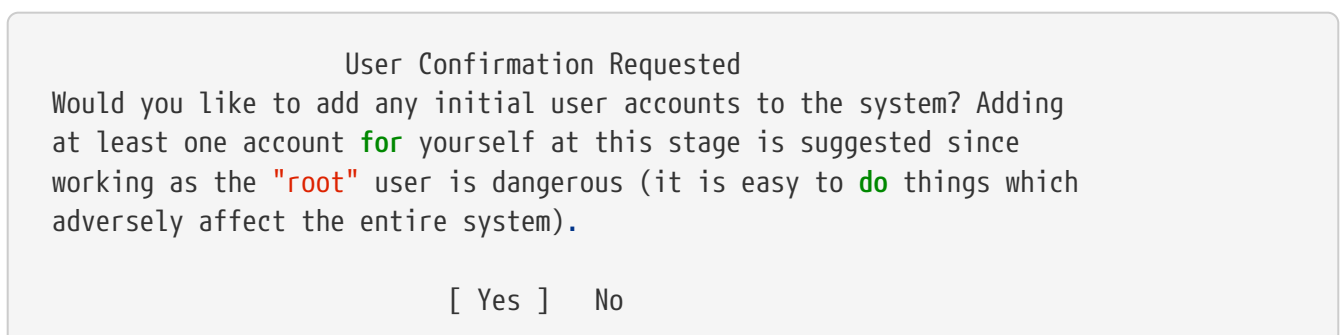 User Confirmation Requested
Would you like to add any initial user accounts to the system? Adding
at least one account for yourself at this stage is suggested since
working as the "root" user is dangerous (it is easy to do things which
adversely affect the entire system).
[ Yes ] No